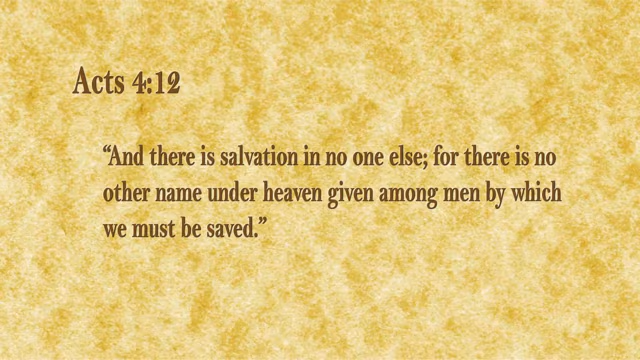 Acts 4:12
“And there is salvation in no one else; for there is no
other name under heaven given among men by which
we must be saved.”